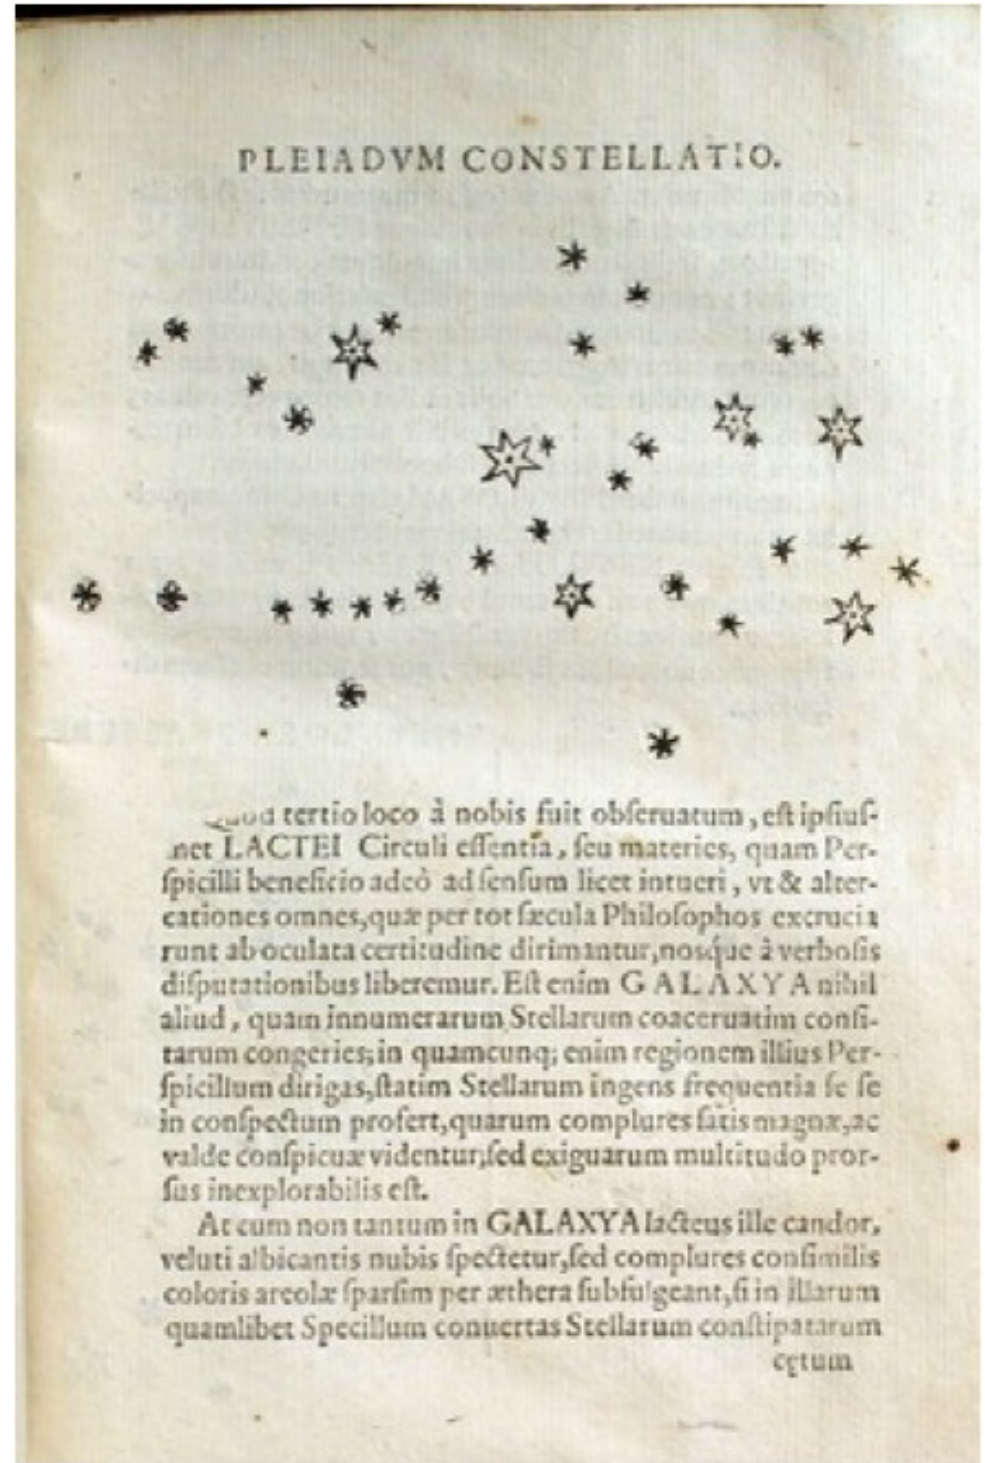 PLEIADVM CONSTELLATIO.
Quod tertio loco à nobis fuit obſeruatum, eſt ipſiuſ-
met LACTEI Circuli eſſentia, ſeu materies, quam Per-
ſpicilli beneficio adeò ad ſenſum licet intueri, vt & alter-
cationes omnes, quæ per tot ſæcula Philoſophos excrucia
runt ab oculata certitudine dirimantur, noſque à verboſis
diſputationibus liberemur. Eſt enim GALAXYA nihil
aliud, quam innumerarum Stellarum coaceruatim conſi-
tarum congeries; in quamcunq; enim regionem illius Per-
ſpicillum dirigas, ſtatim Stellarum ingens frequentia ſe ſe
in conſpectum profert, quarum complures ſatis magnæ, ac
valde conſpicuæ videntur, ſed exiguarum multitudo pror-
ſus inexplorabilis eſt.
At cum non tantum in GALAXYA lacteus ille candor,
veluti albicantis nubis ſpectetur, ſed complures conſimilis
coloris areolæ ſparſim per æthera ſubfulgeant, ſi in illarum
quamlibet Specillum conuertas Stellarum conſtipatarum
cętum